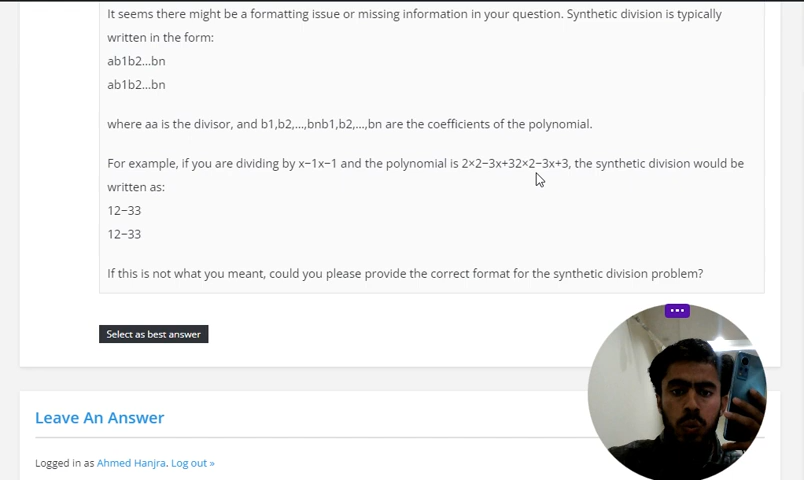 It seems there might be a formatting issue or missing information in your question. Synthetic division is typically
written in the form:
ab1b2…bn
ab1b2…bn
where aa is the divisor, and b1,b2,…,bnb1,b2,…,bn are the coefficients of the polynomial.
For example, if you are dividing by x−1x−1 and the polynomial is 2×2−3x+32×2−3x+3, the synthetic division would be
written as:
12−33
12−33
If this is not what you meant, could you please provide the correct format for the synthetic division problem?
Select as best answer
Leave An Answer
Logged in as Ahmed Hanjra. Log out »